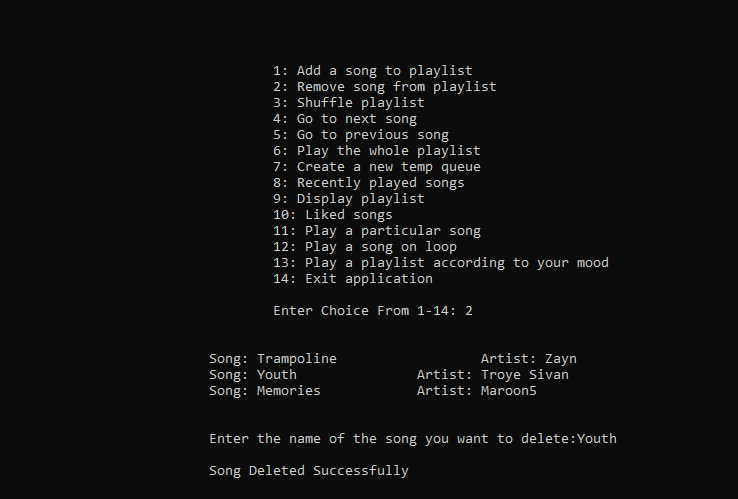 1: Add a song to playlist
2: Remove song from playlist
3: Shuffle playlist
4: Go to next song
5: Go to previous song
6: Play the whole playlist
7: Create a new temp queue
8: Recently played songs
9: Display playlist
10: Liked songs
11: Play a particular song
12: Play a song on loop
13: Play a playlist according to your mood
14: Exit application
Enter Choice From 1-14: 2
Song: Trampoline Artist: Zayn
Song: Youth Artist: Troye Sivan
Song: Memories Artist: Maroon5
Enter the name of the song you want to delete:Youth
Song Deleted Successfully